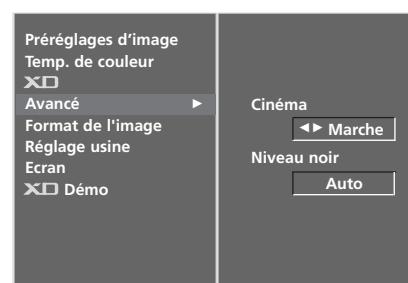 Préréglages d’image
Temp. de couleur
XD
Avancé ►
Format de l'image
Réglage usine
Ecran
XD Démo
Cinéma
◄► Marche
Niveau noir
Auto